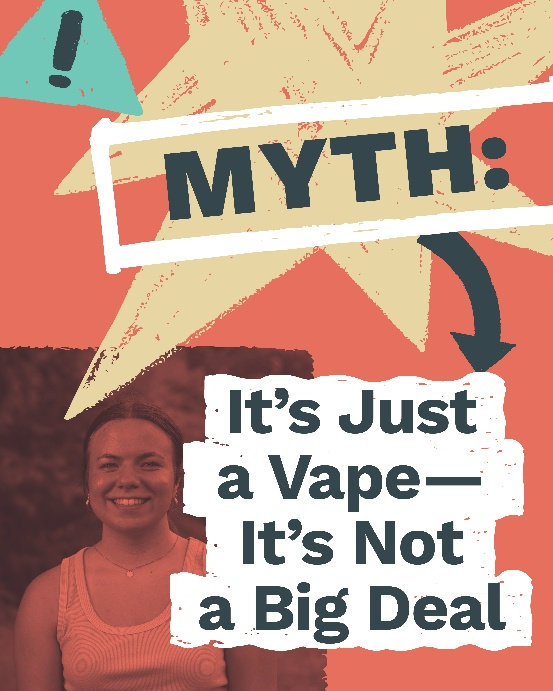 !
MYTH:
It’s Just
a Vape—
It’s Not
a Big Deal